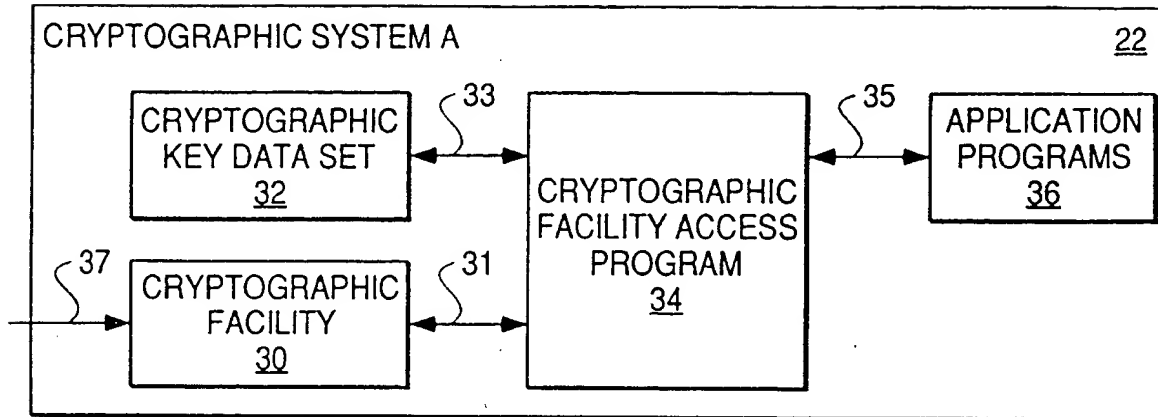 CRYPTOGRAPHIC SYSTEM A
22
CRYPTOGRAPHIC
KEY DATA SET
32
33
CRYPTOGRAPHIC
FACILITY ACCESS
PROGRAM
34
35
APPLICATION
PROGRAMS
36
37
CRYPTOGRAPHIC
FACILITY
30
31